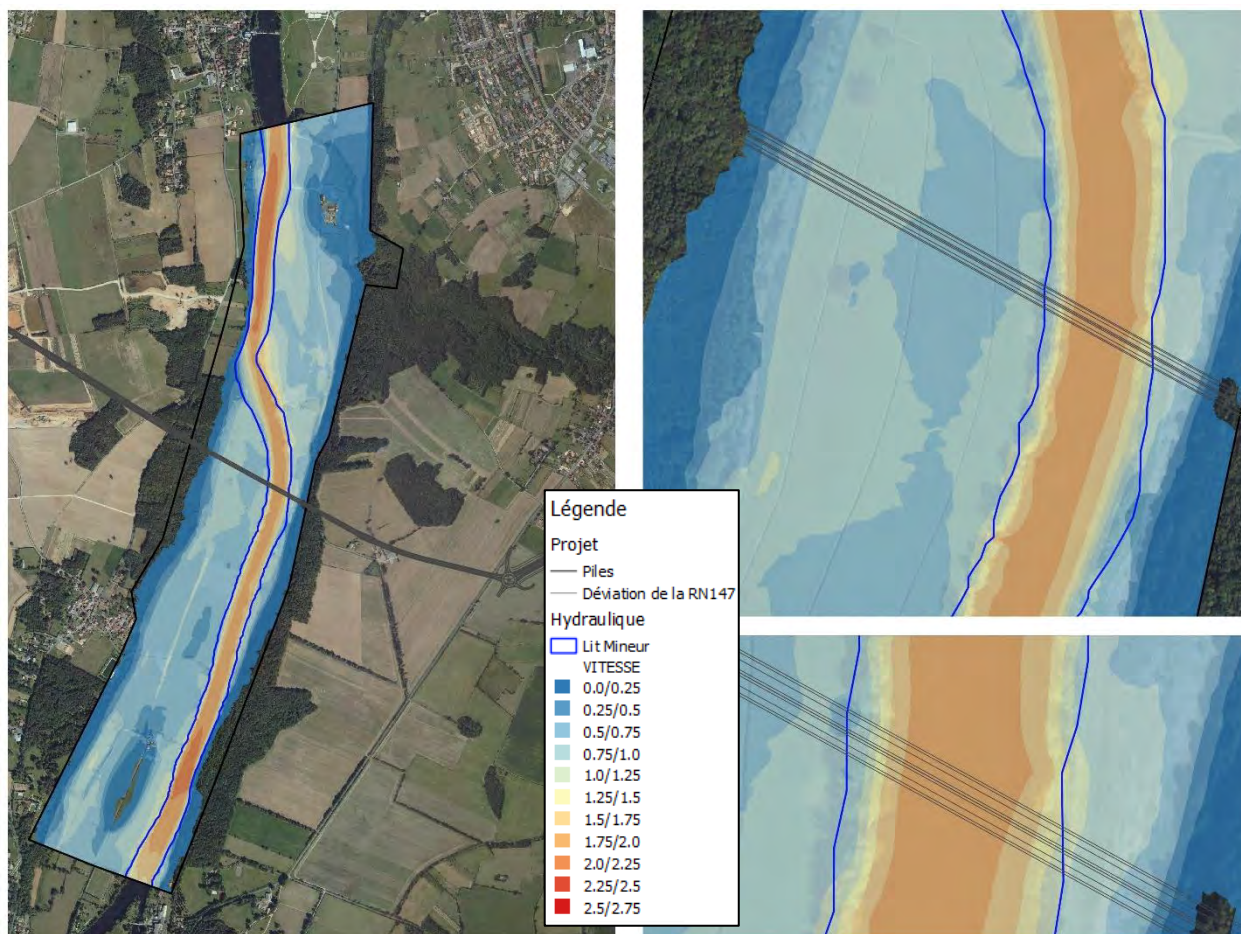 Légende
Projet
Piles
Déviation de la RN147
Hydraulique
Lit Mineur
VITESSE
0.0/0.25
0.25/0.5
0.5/0.75
0.75/1.0
1.0/1.25
1.25/1.5
1.5/1.75
1.75/2.0
2.0/2.25
2.25/2.5
2.5/2.75